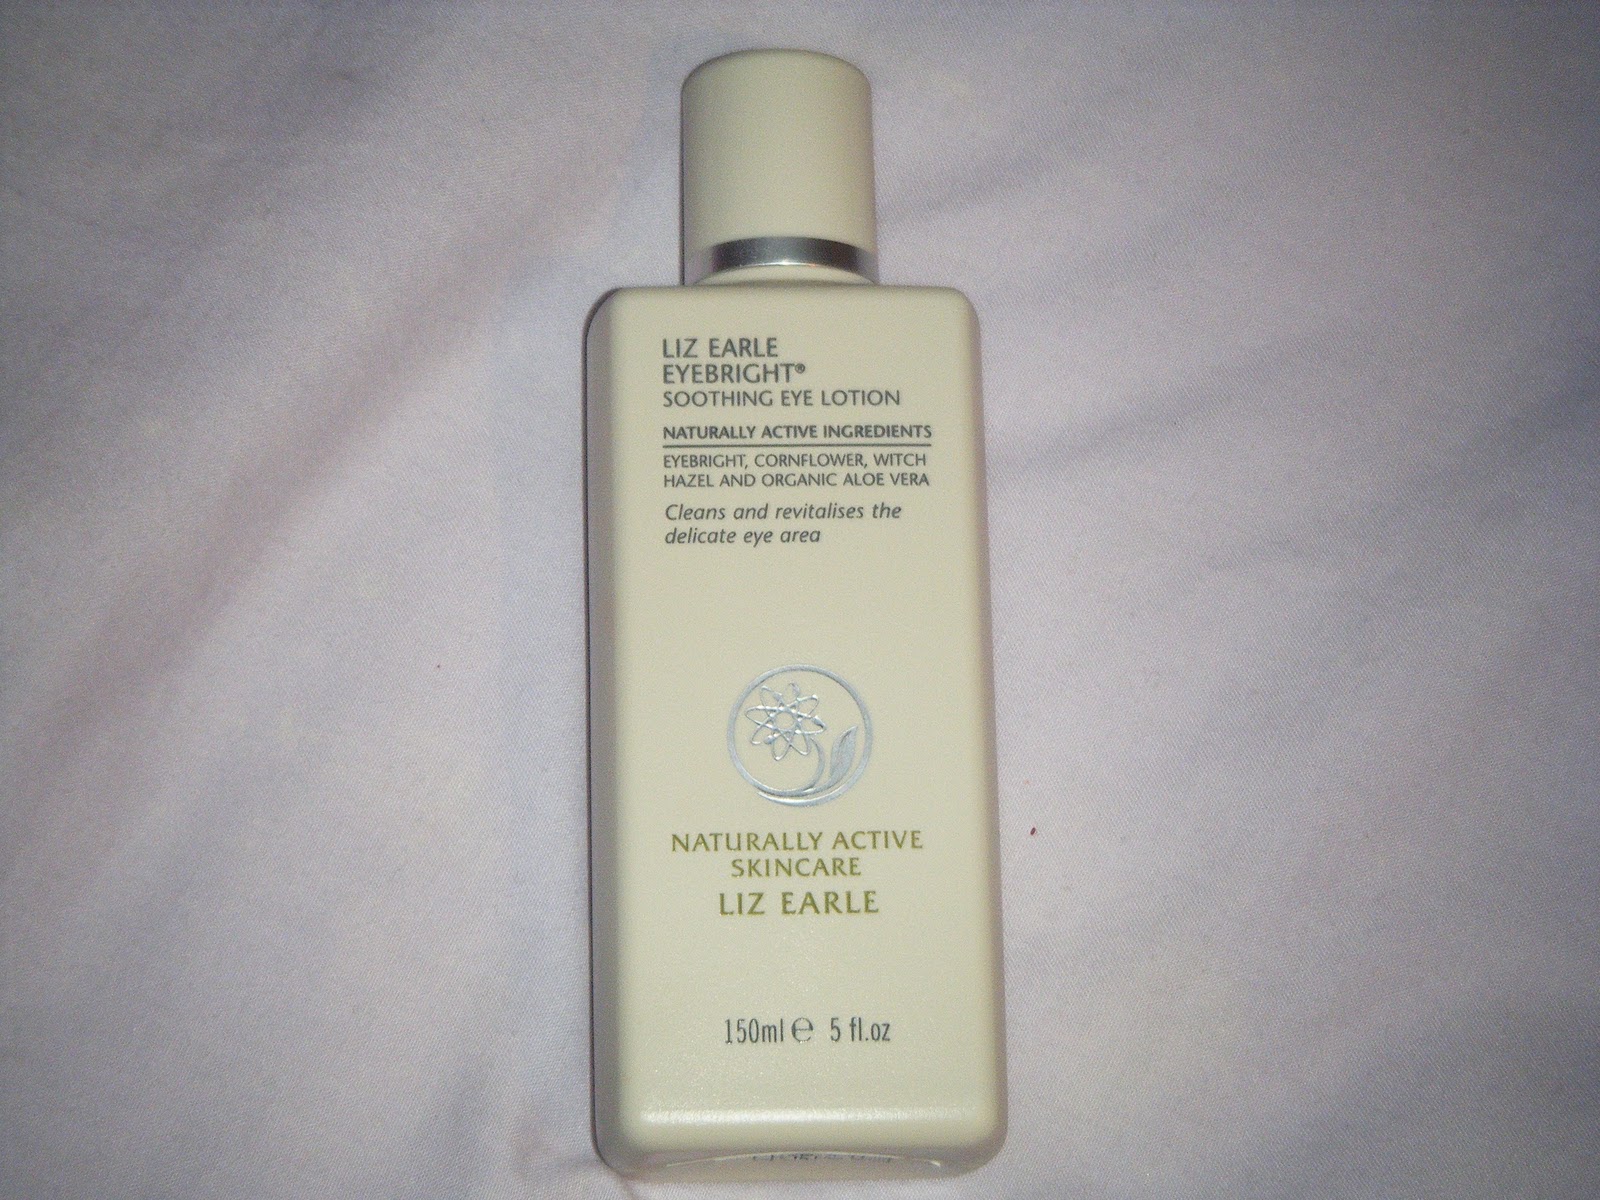 LIZ EARLE
EYEBRIGHT®
SOOTHING EYE LOTION
NATURALLY ACTIVE INGREDIENTS
EYEBRIGHT, CORNFLOWER, WITCH
HAZEL AND ORGANIC ALOE VERA
Cleans and revitalises the
delicate eye area
NATURALLY ACTIVE
SKINCARE
LIZ EARLE
150ml ℮ 5 fl.oz